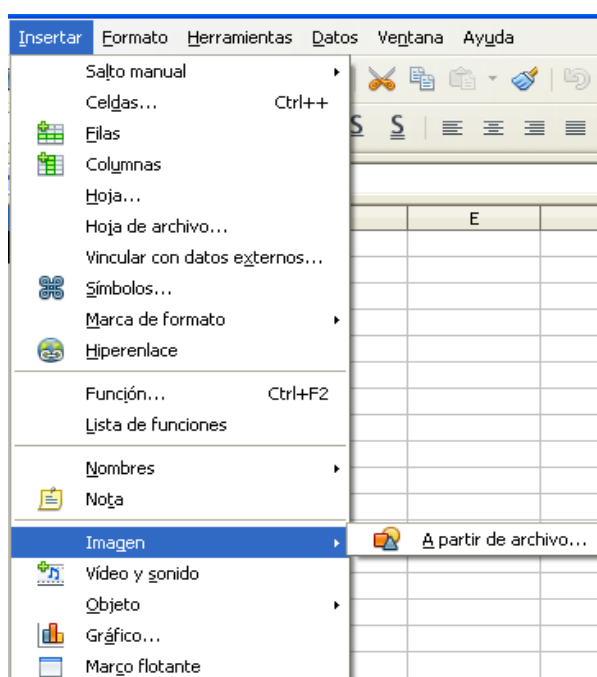 Insertar Formato Herramientas Datos Ventana Ayuda
Salto manual
Celdas... Ctrl++
Filas
Columnas
Hoja...
E
Hoja de archivo...
Vincular con datos externos...
Símbolos...
Marca de formato
Hiperenlace
Función... Ctrl+F2
Lista de funciones
Nombres
Nota
Imagen A partir de archivo...
Vídeo y sonido
Objeto
Gráfico...
Marco flotante